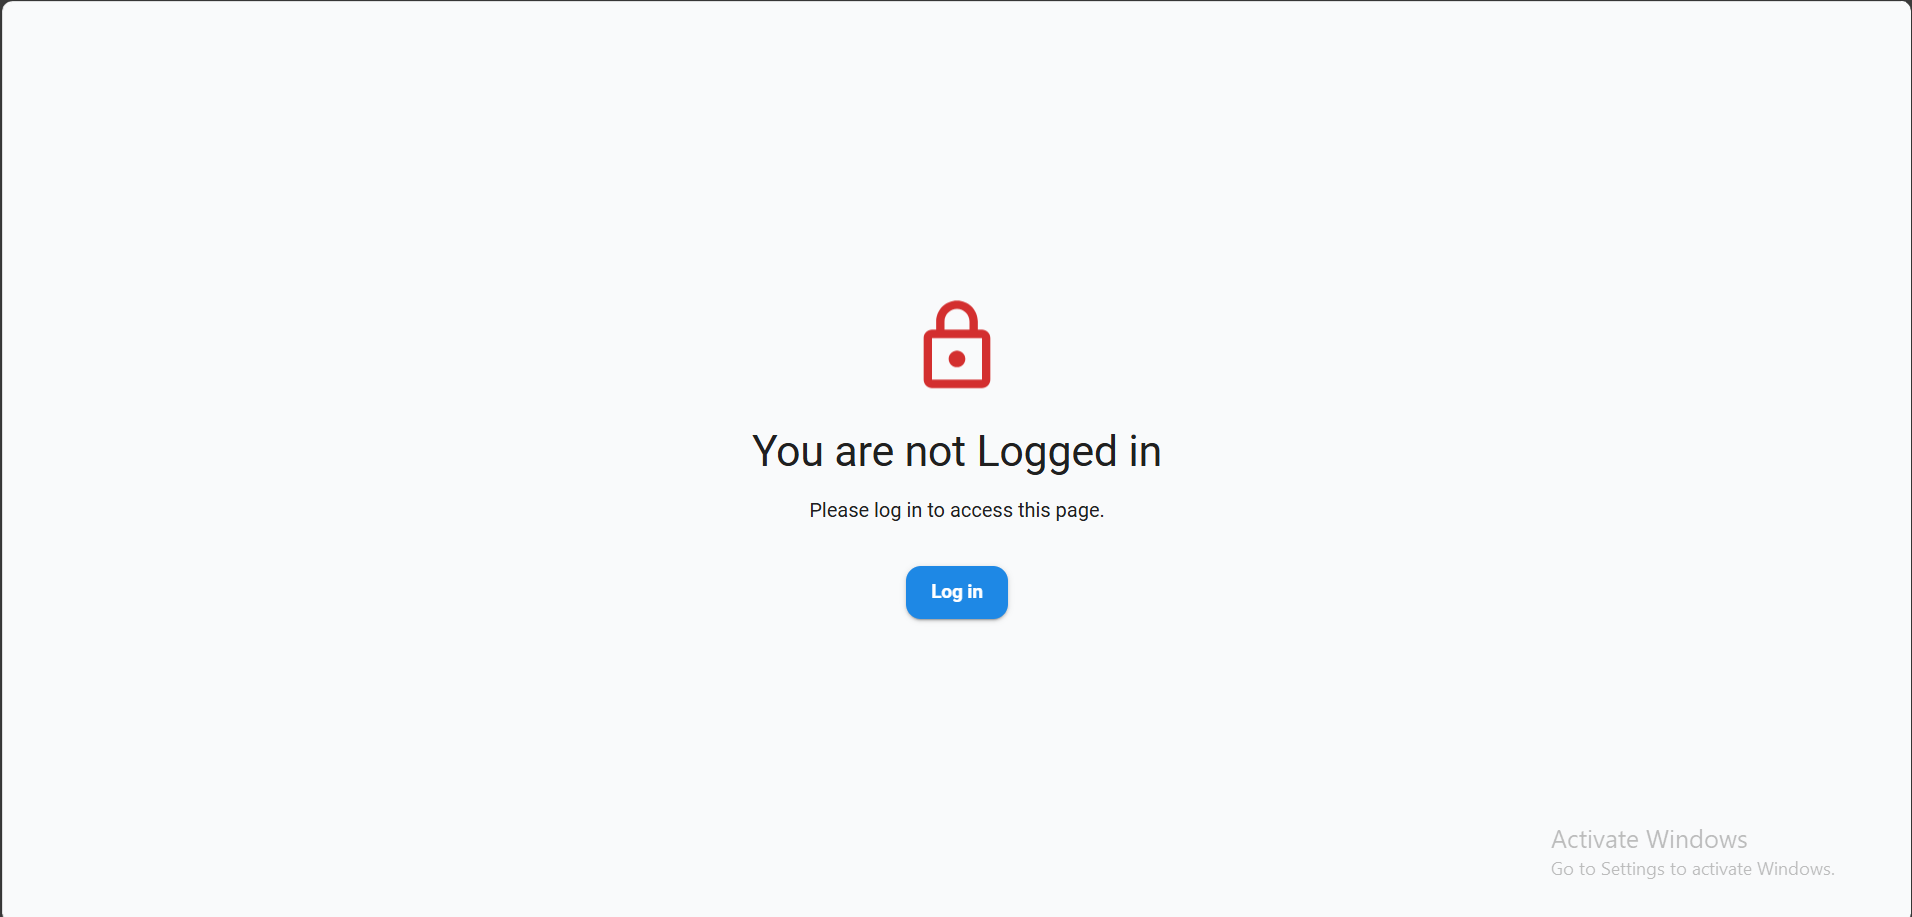 You are not Logged in
Please log in to access this page.
Log in
Activate Windows
Go to Settings to activate Windows.